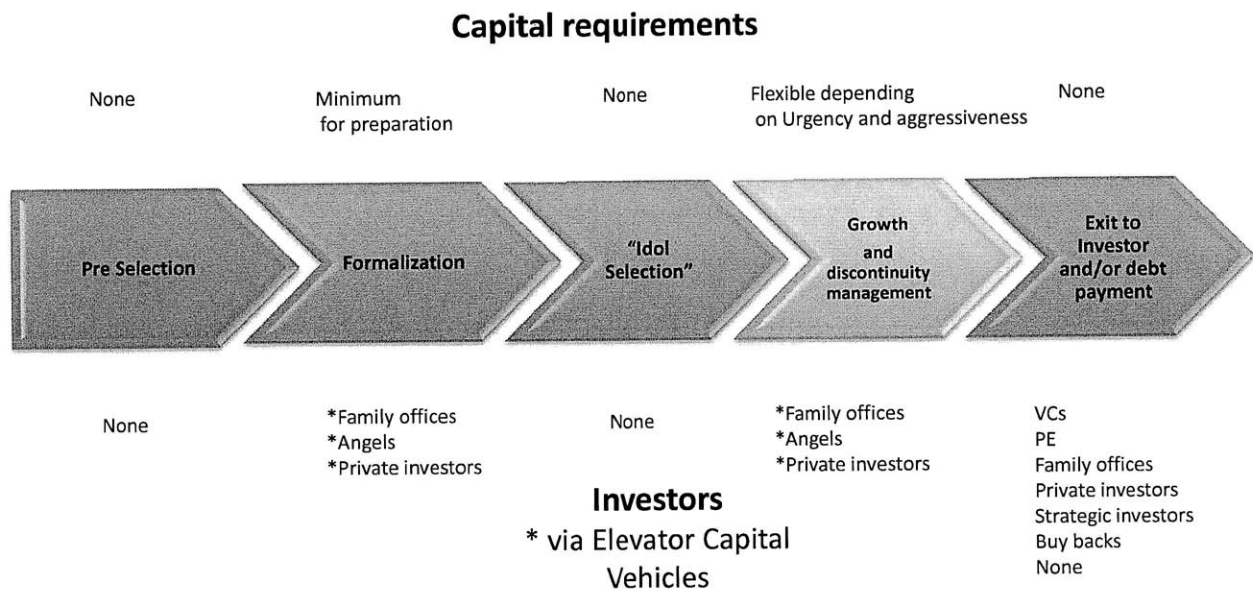 Capital requirements
None
Minimum
for preparation
None
Flexible depending
on Urgency and aggressiveness
None
Pre Selection
Formalization
“Idol
Selection”
Growth
and
discontinuity
management
Exit to
Investor
and/or debt
payment
None
*Family offices
*Angels
*Private investors
None
*Family offices
*Angels
*Private investors
VCs
PE
Family offices
Private investors
Strategic investors
Buy backs
None
Investors
* via Elevator Capital
Vehicles